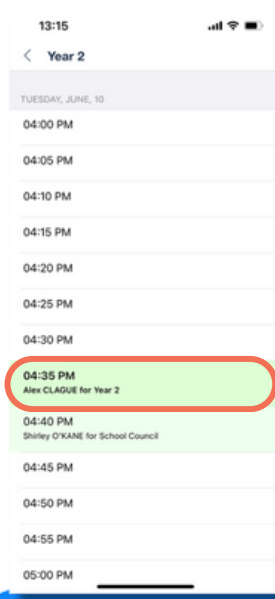 13:15
Year 2
TUESDAY, JUNE, 10
04:00 PM
04:05 PM
04:10 PM
04:15 PM
04:20 PM
04:25 PM
04:30 PM
04:35 PM
Alex CLAGUE for Year 2
04:40 PM
Shirley O'KANE for School Council
04:45 PM
04:50 PM
04:55 PM
05:00 PM